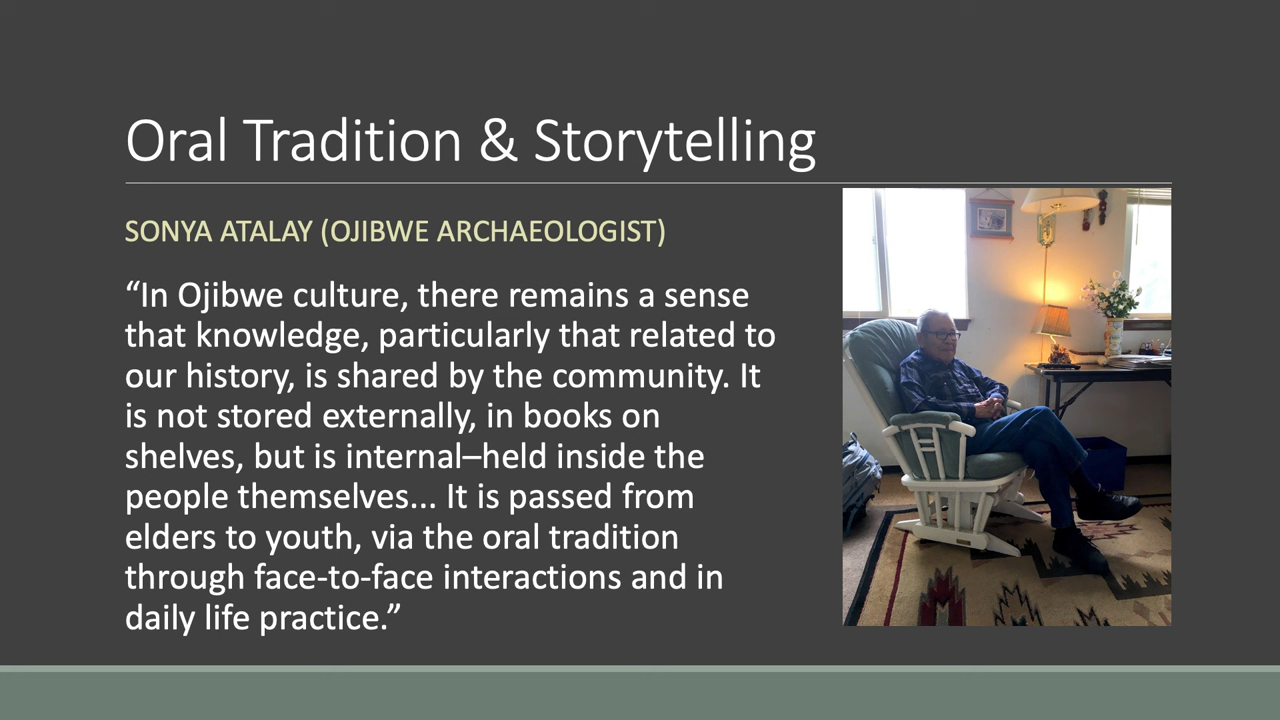 Oral Tradition & Storytelling
SONYA ATALAY (OJIBWE ARCHAEOLOGIST)
“In Ojibwe culture, there remains a sense
that knowledge, particularly that related to
our history, is shared by the community. It
is not stored externally, in books on
shelves, but is internal–held inside the
people themselves... It is passed from
elders to youth, via the oral tradition
through face-to-face interactions and in
daily life practice.”